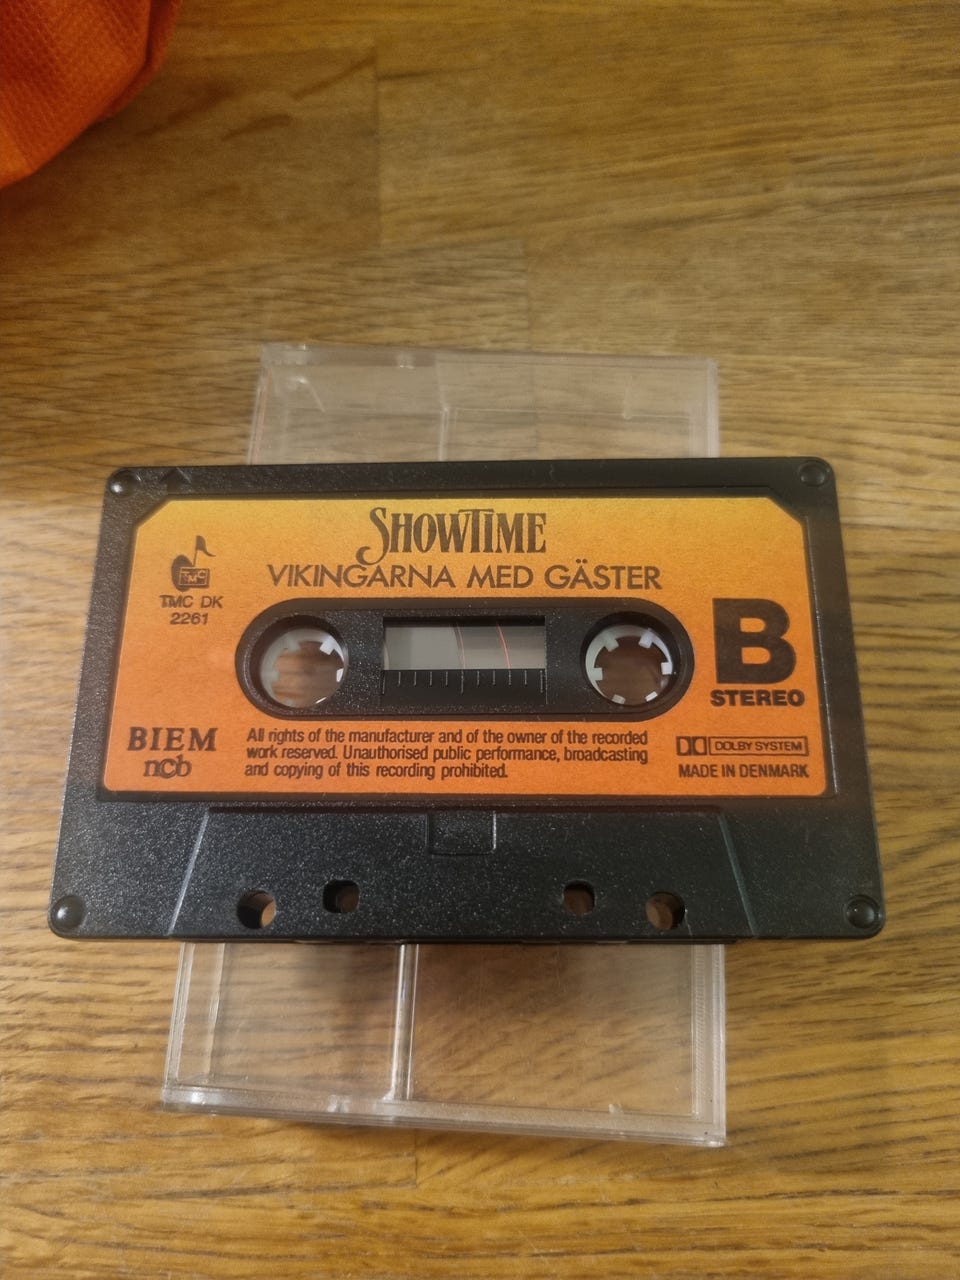 SHOWTIME
VIKINGARNA MED GÄSTER
TMC
TMC DK
2261
B
STEREO
BIEM
ncb
All rights of the manufacturer and of the owner of the recorded
work reserved. Unauthorised public performance, broadcasting
and copying of this recording prohibited.
DOLBY SYSTEM
MADE IN DENMARK